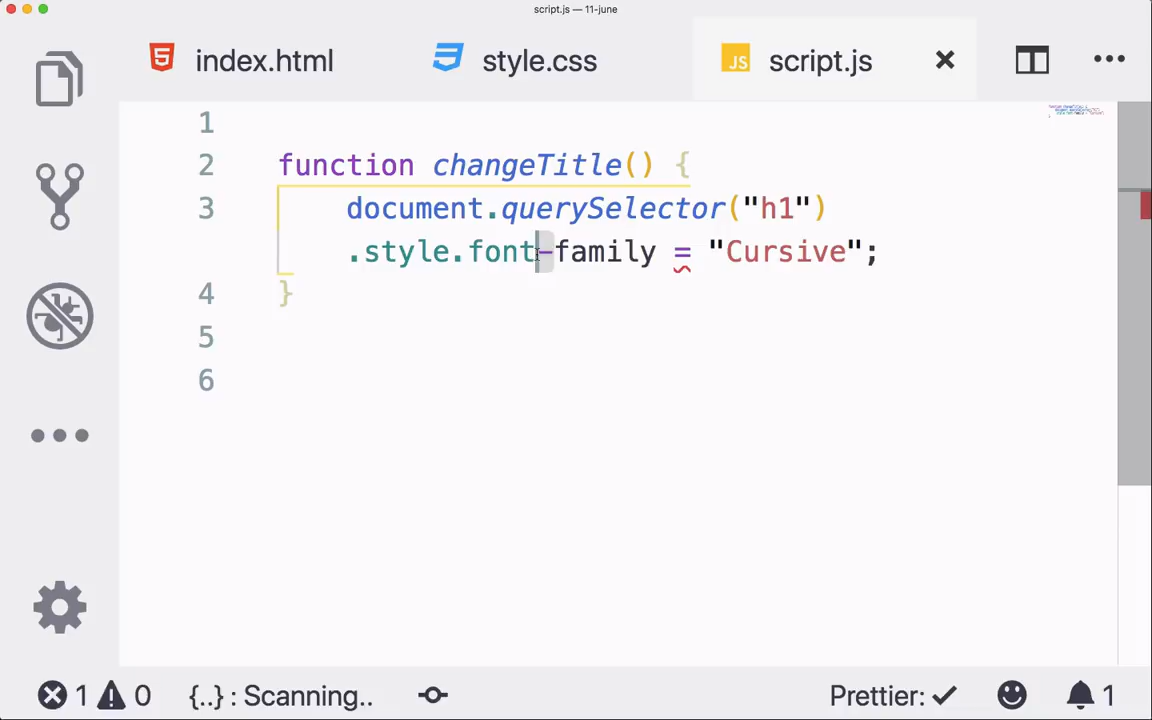 script.js — 11-june
index.html
style.css
JS script.js
1
2 function changeTitle() {
3 document.querySelector("h1")
.style.font-family = "Cursive";
4 }
5
6
1 0 {..} : Scanning.. Prettier: ✓ 1